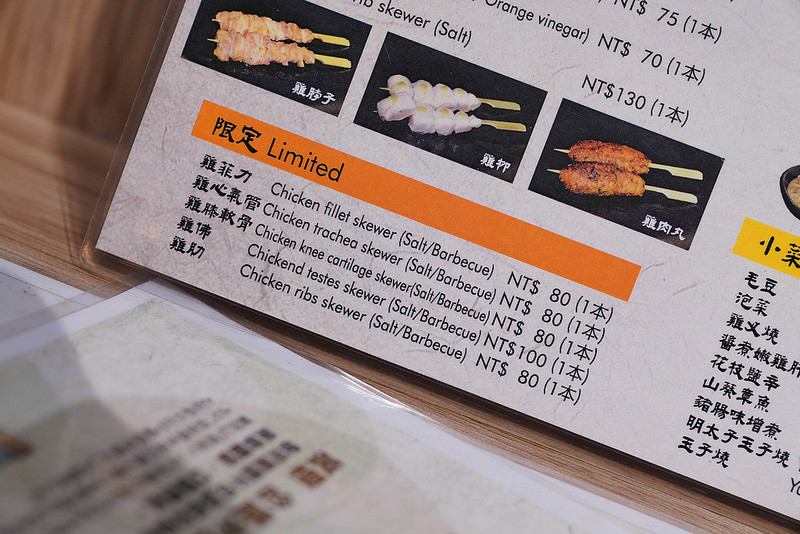 Orange vinegar) NT$ 75 (1本)
skewer (Salt) NT$ 70 (1本)
NT$130 (1本)
雞脖子
雞柳
雞肉丸
限定 Limited
雞菲力 Chicken fillet skewer (Salt/Barbecue) NT$ 80 (1本)
雞心氣管 Chicken trachea skewer (Salt/Barbecue) NT$ 80 (1本)
雞膝軟骨 Chicken knee cartilage skewer(Salt/Barbecue) NT$ 80 (1本)
雞佛 Chickend testes skewer (Salt/Barbecue) NT$100 (1本)
雞肋 Chicken ribs skewer (Salt/Barbecue) NT$ 80 (1本)
小菜
毛豆
泡菜
雞叉燒
醬煮嫩雞肝
花枝鹽辛
山葵章魚
豬腸味增煮
明太子玉子燒
玉子燒